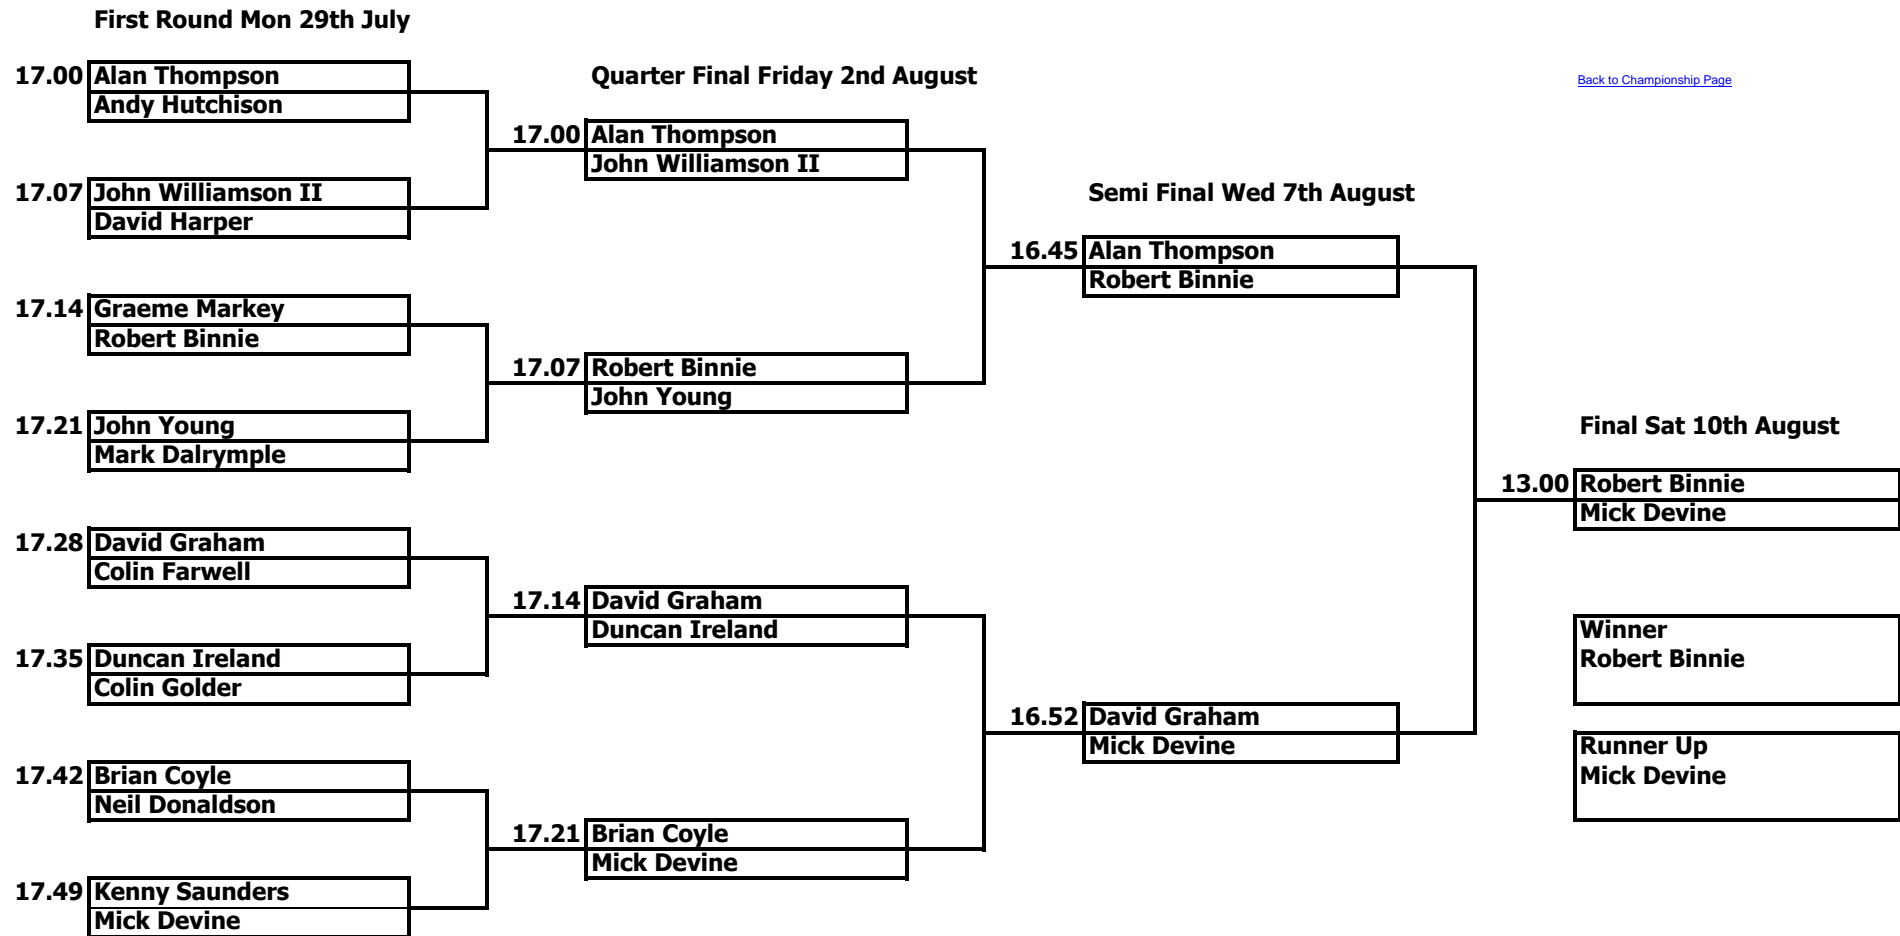 First Round Mon 29th July
17.00 Alan Thompson
Andy Hutchison
17.07 John Williamson II
David Harper
17.14 Graeme Markey
Robert Binnie
17.21 John Young
Mark Dalrymple
17.28 David Graham
Colin Farwell
17.35 Duncan Ireland
Colin Golder
17.42 Brian Coyle
Neil Donaldson
17.49 Kenny Saunders
Mick Devine
Quarter Final Friday 2nd August
17.00 Alan Thompson
John Williamson II
17.07 Robert Binnie
John Young
17.14 David Graham
Duncan Ireland
17.21 Brian Coyle
Mick Devine
Semi Final Wed 7th August
16.45 Alan Thompson
Robert Binnie
16.52 David Graham
Mick Devine
Back to Championship Page
Final Sat 10th August
13.00 Robert Binnie
Mick Devine
Winner
Robert Binnie
Runner Up
Mick Devine